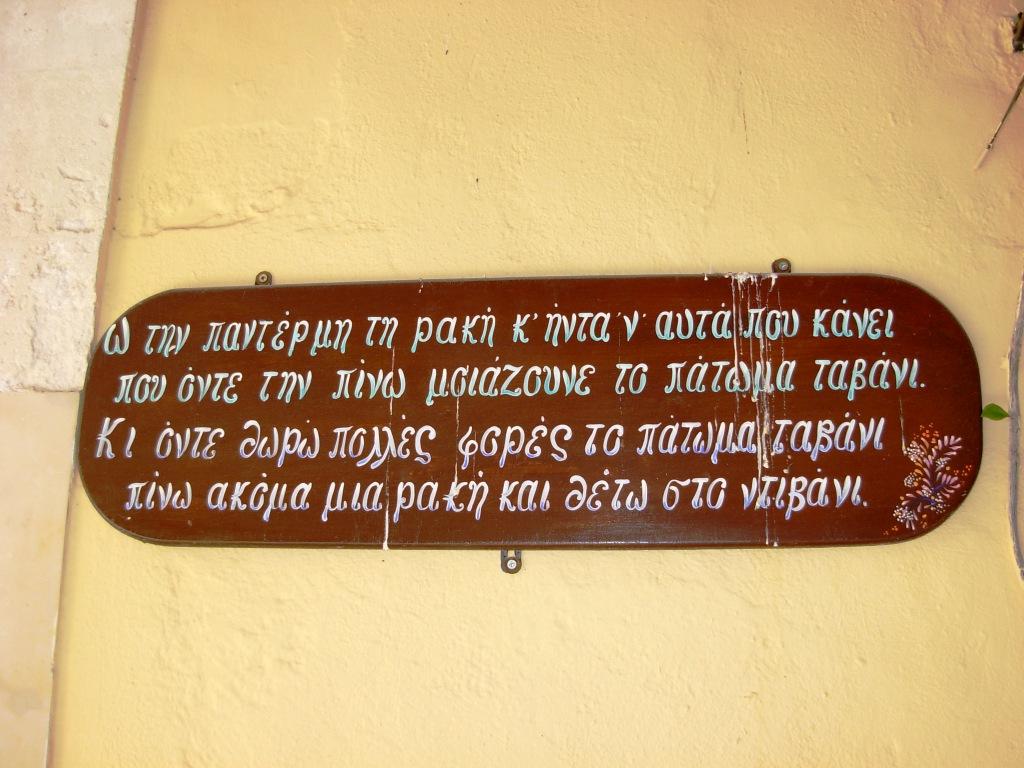 Ω την παντέρμη τη ρακή κ' ήντα 'ν' αυτά που κάνει
που όντε την πίνω μοιάζουνε το πάτωμα ταβάνι.
Κι όντε θωρώ πολλές φορές το πάτωμα ταβάνι
πίνω ακόμα μια ρακή και θέτω στο ντιβάνι.